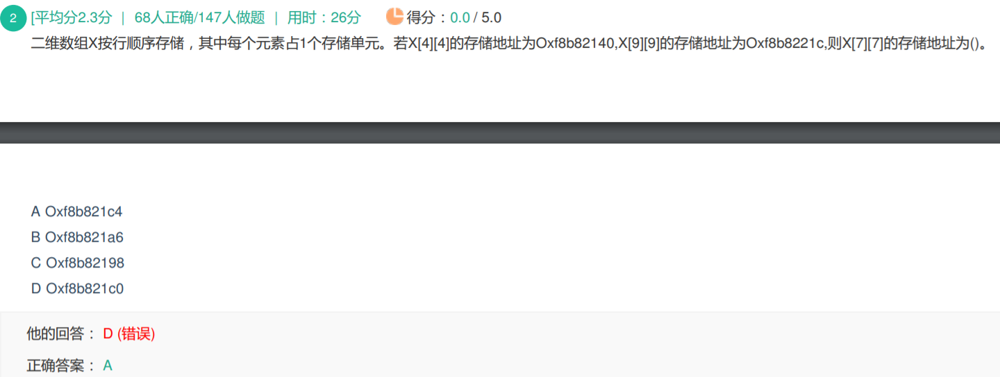 2 [平均分2.3分 | 68人正确/147人做题 | 用时：26分 得分：0.0 / 5.0
二维数组X按行顺序存储，其中每个元素占1个存储单元。若X[4][4]的存储地址为Oxf8b82140,X[9][9]的存储地址为Oxf8b8221c,则X[7][7]的存储地址为()。
A Oxf8b821c4
B Oxf8b821a6
C Oxf8b82198
D Oxf8b821c0
他的回答： D (错误)
正确答案： A